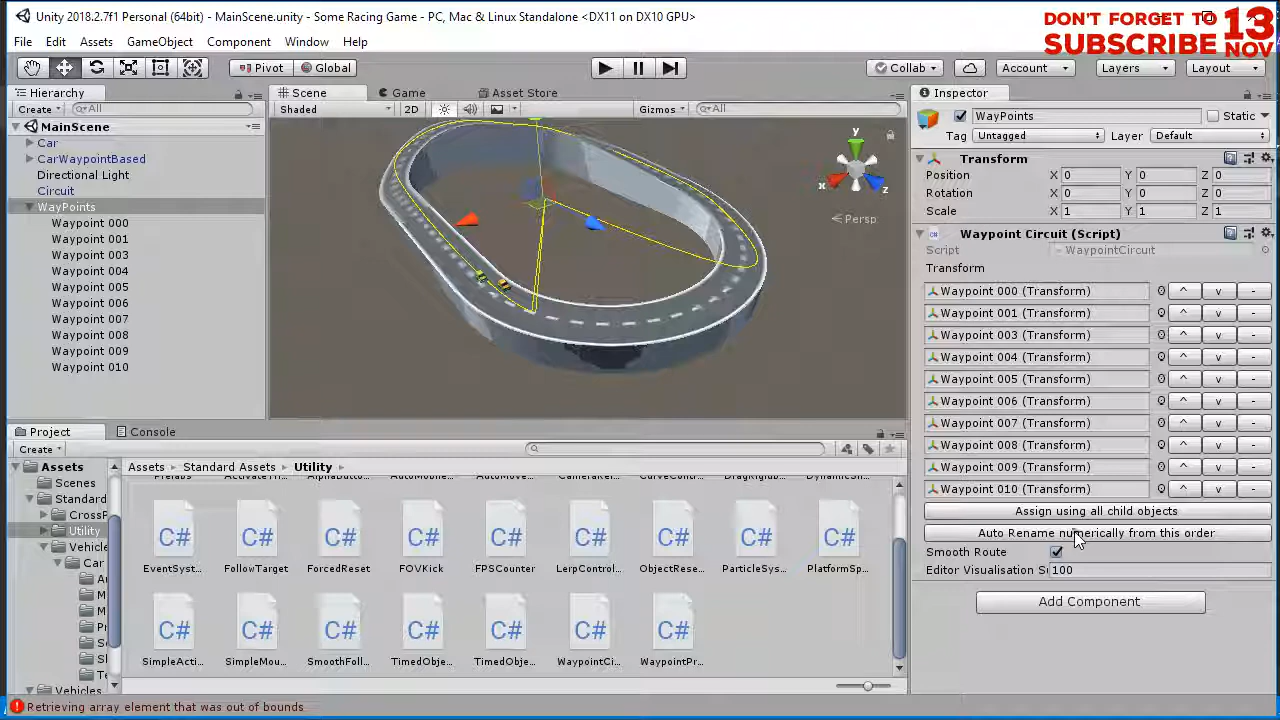 Unity 2018.2.7f1 Personal (64bit) - MainScene.unity - Some Racing Game - PC, Mac & Linux Standalone <DX11 on DX10 GPU>
DON'T FORGET TO
SUBSCRIBE
13
NOV
File Edit Assets GameObject Component Window Help
Pivot Global Collab Account Layers Layout
Hierarchy
Create All
MainScene
Car
CarWaypointBased
Directional Light
Circuit
WayPoints
Waypoint 000
Waypoint 001
Waypoint 003
Waypoint 004
Waypoint 005
Waypoint 006
Waypoint 007
Waypoint 008
Waypoint 009
Waypoint 010
Scene Game Asset Store
Shaded 2D Gizmos All
y
x
z
Persp
Project Console
Create
Assets
Scenes
Standard
CrossP
Utility
Vehicle
Car
Vehicles
Assets Standard Assets Utility
EventSyst... FollowTarget ForcedReset FOVKick FPSCounter LerpControl... ObjectRese... ParticleSys... PlatformSp...
SimpleActi... SimpleMou... SmoothFoll... TimedObje... TimedObje... WaypointCi... WaypointPr...
Inspector
WayPoints Static
Tag Untagged Layer Default
Transform
Position X 0 Y 0 Z 0
Rotation X 0 Y 0 Z 0
Scale X 1 Y 1 Z 1
Waypoint Circuit (Script)
Script WaypointCircuit
Transform
Waypoint 000 (Transform) ^ v -
Waypoint 001 (Transform) ^ v -
Waypoint 003 (Transform) ^ v -
Waypoint 004 (Transform) ^ v -
Waypoint 005 (Transform) ^ v -
Waypoint 006 (Transform) ^ v -
Waypoint 007 (Transform) ^ v -
Waypoint 008 (Transform) ^ v -
Waypoint 009 (Transform) ^ v -
Waypoint 010 (Transform) ^ v -
Assign using all child objects
Auto Rename numerically from this order
Smooth Route
Editor Visualisation S 100
Add Component
Retrieving array element that was out of bounds